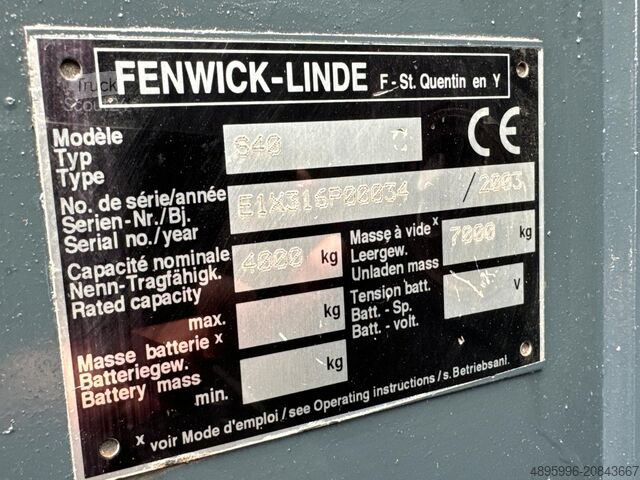 FENWICK-LINDE F - St. Quentin en Y
Truck
Scout24
Modèle
Typ
Type
S40
CE
No. de série/année
Serien-Nr./Bj.
Serial no./year
E1X316P00034 / 2003
Capacité nominale
Nenn-Tragfähigk.
Rated capacity
4000 kg
Masse à vide x
Leergew.
Unladen mass
7000 kg
max. kg
Tension batt.
Batt. - Sp.
Batt. - volt.
V
Masse batterie x
Batteriegew.
Battery mass
min. kg
x voir Mode d'emploi / see Operating instructions / s. Betriebsanl.
4895996-20843667